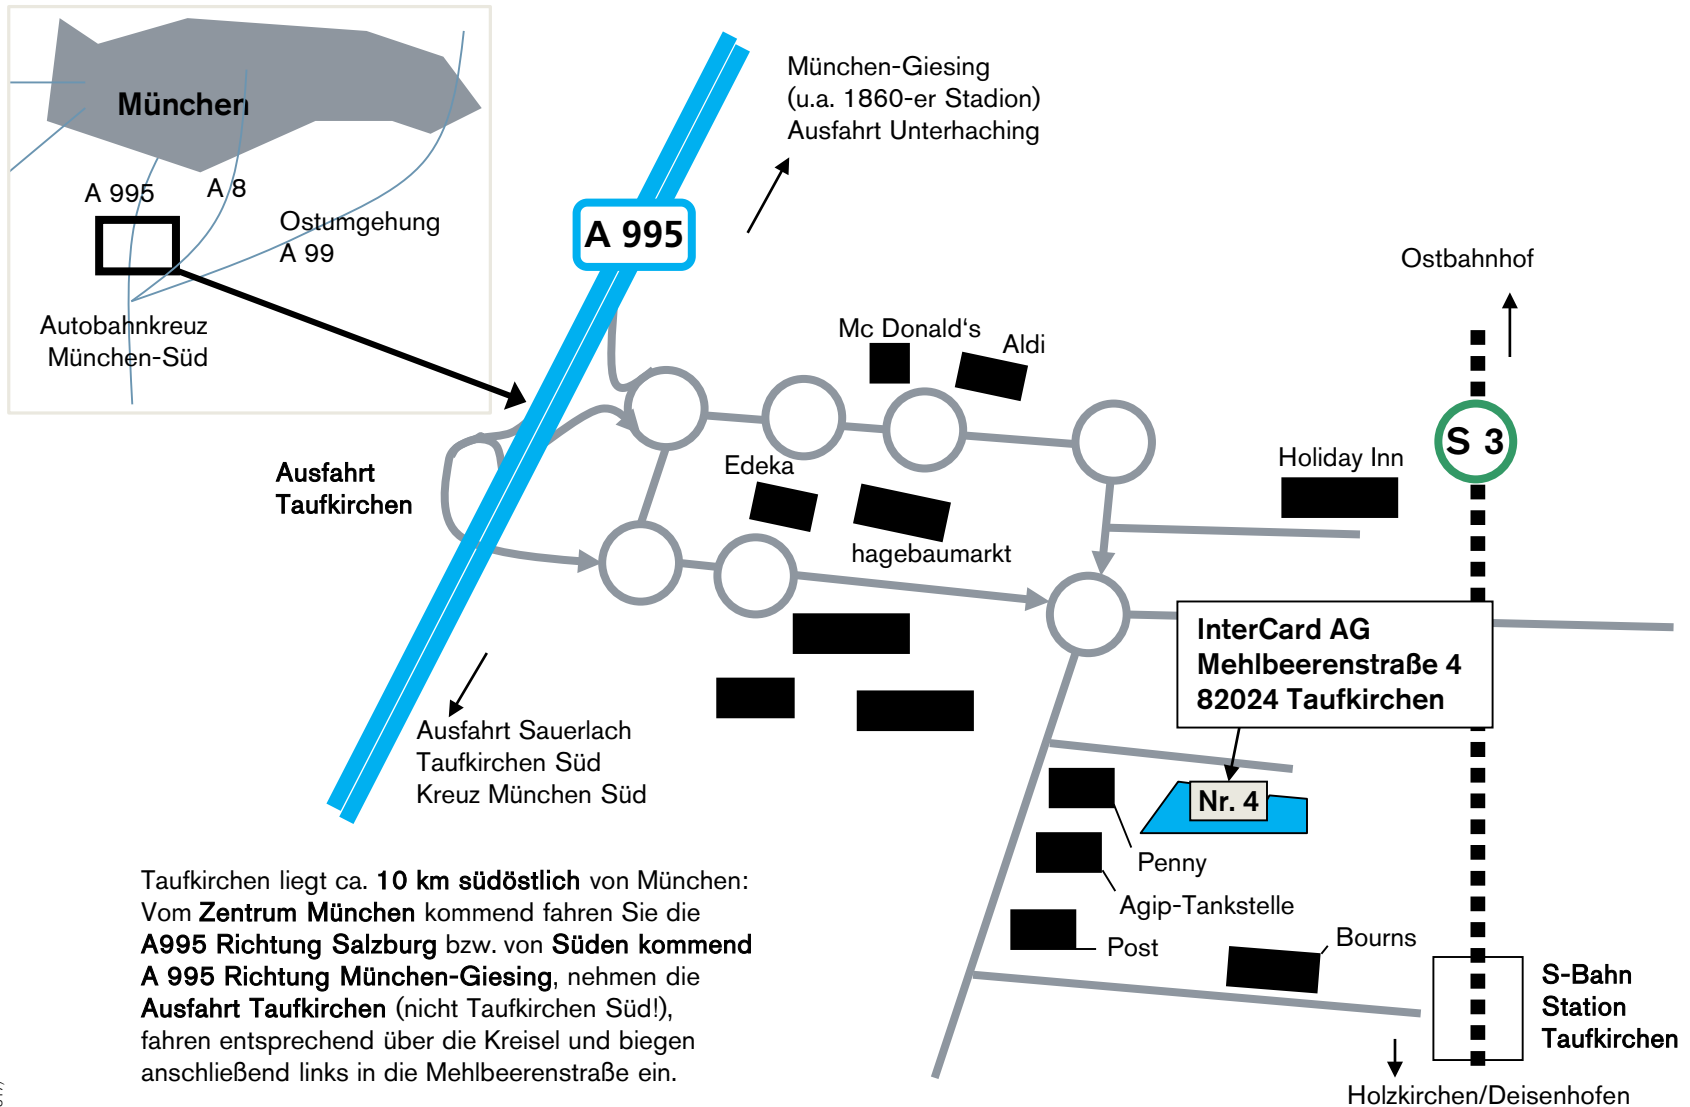 München
A 995
A 8
Ostumgehung
A 99
Autobahnkreuz
München-Süd
München-Giesing
(u.a. 1860-er Stadion)
Ausfahrt Unterhaching
A 995
Ostbahnhof
Mc Donald‘s
Aldi
S 3
Holiday Inn
Edeka
Ausfahrt
Taufkirchen
hagebaumarkt
InterCard AG
Mehlbeerenstraße 4
82024 Taufkirchen
Ausfahrt Sauerlach
Taufkirchen Süd
Kreuz München Süd
Nr. 4
Penny
Agip-Tankstelle
Post
Bourns
S-Bahn
Station
Taufkirchen
Holzkirchen/Deisenhofen
Taufkirchen liegt ca. 10 km südöstlich von München:
Vom Zentrum München kommend fahren Sie die
A995 Richtung Salzburg bzw. von Süden kommend
A 995 Richtung München-Giesing, nehmen die
Ausfahrt Taufkirchen (nicht Taufkirchen Süd!),
fahren entsprechend über die Kreisel und biegen
anschließend links in die Mehlbeerenstraße ein.